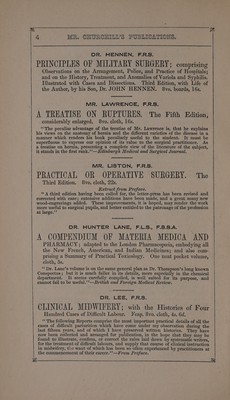 4 MR. CHURCHILL'S PUBLICATIONS.
DR. HENNEN, F.R.S.
PRINCIPLES OF MILITARY SURGERY; comprising
Observations on the Arrangement, Police, and Practice of Hospitals;
and on the History, Treatment, and Anomalies of Variola and Syphilis.
Illustrated with Cases and Dissections. Third Edition, with Life of
the Author, by his Son, Dr. JOHN HENNEN. 8vo. boards, 16s.
MR. LAWRENCE, F.R.S.
A TREATISE ON RUPTURES. The Fifth Edition,
considerably enlarged. 8vo. cloth, 16s.
"The peculiar advantage of the treatise of Mr. Lawrence is, that he explains
his views on the anatomy of hernia and the different varieties of the disease in a
manner which renders his book peculiarly useful to the student. It must be
superfluous to express our opinion of its value to the surgical practitioner. As
a treatise on hernia, presenting a complete view of the literature of the subject,
it stands in the first rank."—Edinburgh Medical and Surgical Journal.
MR. LISTON, F.R.S.
PRACTICAL OR OPERATIVE SURGERY. The
Third Edition. 8vo. cloth, 22s.
Extract from Preface.
"A third edition having been called for, the letter-press has been revised and
corrected with care; extensive additions have been made, and a great many new
wood-engravings added. These improvements, it is hoped, may render the work
more useful to surgical pupils, and better entitled to the patronage of the profession
at large."
DR. HUNTER LANE, F.L.S., F.S.S.A.
A COMPENDIUM OF MATERIA MEDICA AND
PHARMACY; adapted to the London Pharmacopœia, embodying all
the New French, American, and Indian Medicines; and also com-
prising a Summary of Practical Toxicology. One neat pocket volume,
cloth, 5s.
"Dr. Lane's volume is on the same general plan as Dr. Thompson's long known
Conspectus; but it is much fuller in its details, more especially in the chemical
department. It seems carefully compiled, is well suited for its purpose, and
cannot fail to be useful."—British and Foreign Medical Review.
DR. LEE, F.R.S.
CLINICAL MIDWIFERY; with the Histories of Four
Hundred Cases of Difficult Labour. Fcap. 8vo. cloth, 4s. 6d.
"The following Reports comprise the most important practical details of all the
cases of difficult parturition which have come under my observation during the
last fifteen years, and of which I have preserved written histories. They have
now been collected and arranged for publication, in the hope that they may be
found to illustrate, confirm, or correct the rules laid down by systematic writers,
for the treatment of difficult labours, and supply that course of clinical instruction
in midwifery, the want of which has been so often experienced by practitioners at
the commencement of their career."—From Preface.